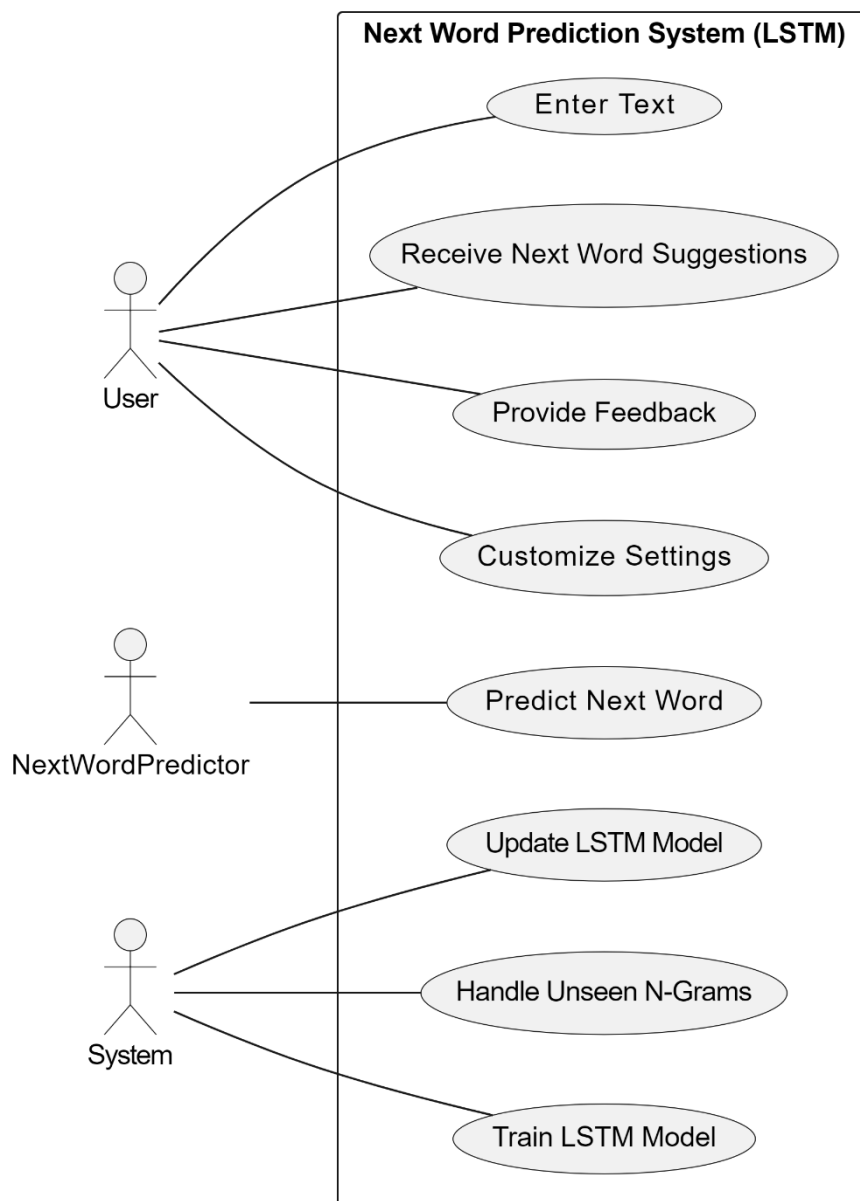 Next Word Prediction System (LSTM)
Enter Text
Receive Next Word Suggestions
User
Provide Feedback
Customize Settings
Predict Next Word
NextWordPredictor
Update LSTM Model
Handle Unseen N-Grams
System
Train LSTM Model